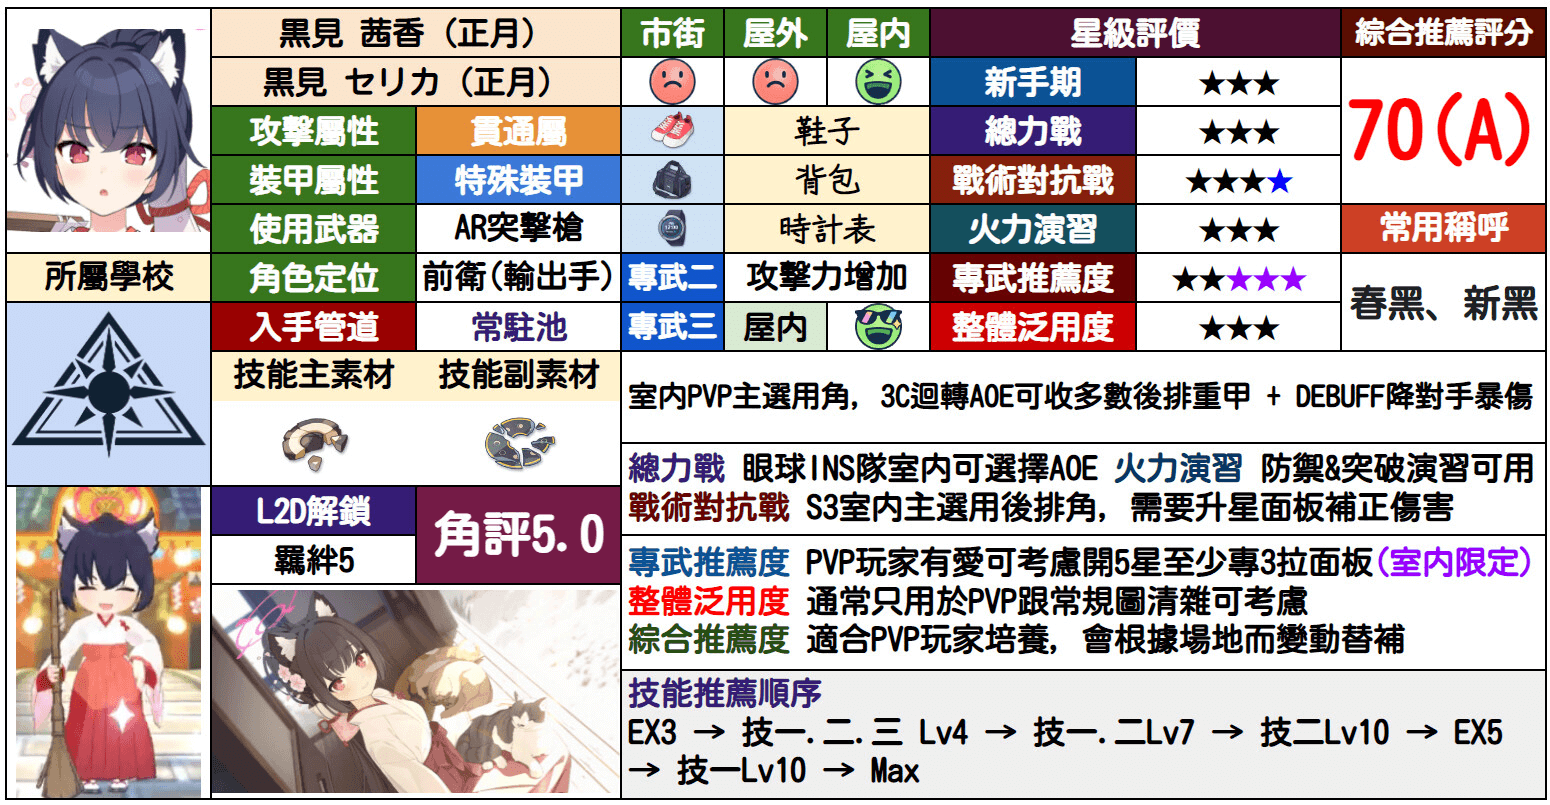 黒見 茜香 (正月)
市街
屋外
屋內
星級評價
綜合推薦評分
黒見 セリカ (正月)
新手期
★★★
70(A)
攻擊屬性
貫通屬
鞋子
總力戰
★★★
裝甲屬性
特殊裝甲
背包
戰術對抗戰
★★★★
使用武器
AR突擊槍
時計表
火力演習
★★★
常用稱呼
所屬學校
角色定位
前衛(輸出手)
專武二
攻擊力增加
專武推薦度
★★★★★
春黑、新黑
入手管道
常駐池
專武三
屋內
整體泛用度
★★★
技能主素材
技能副素材
室內PVP主選用角, 3C迴轉AOE可收多數後排重甲 + DEBUFF降對手暴傷
總力戰 眼球INS隊室內可選擇AOE 火力演習 防禦&突破演習可用
戰術對抗戰 S3室內主選用後排角, 需要升星面板補正傷害
L2D解鎖
角評5.0
羈絆5
專武推薦度 PVP玩家有愛可考慮開5星至少專3拉面板(室內限定)
整體泛用度 通常只用於PVP跟常規圖清雜可考慮
綜合推薦度 適合PVP玩家培養, 會根據場地而變動替補
技能推薦順序
EX3 → 技一.二.三 Lv4 → 技一.二Lv7 → 技二Lv10 → EX5
→ 技一Lv10 → Max